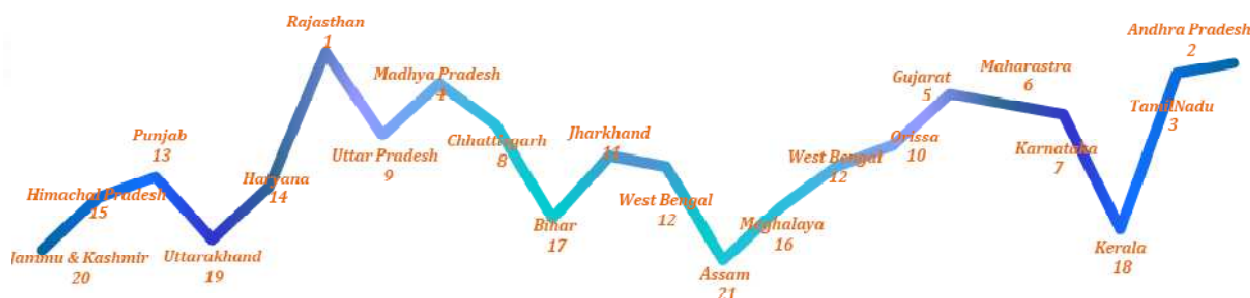 Rajasthan
1
Andhra Pradesh
2
Madhya Pradesh
4
Gujarat
5
Maharastra
6
TamilNadu
3
Punjab
13
Uttar Pradesh
9
Chhattisgarh
8
Jharkhand
11
West Bengal
12
Orissa
10
Karnataka
7
Himachal Pradesh
15
Haryana
14
West Bengal
12
Jammu & Kashmir
20
Uttarakhand
19
Bihar
17
Assam
21
Meghalaya
16
Kerala
18